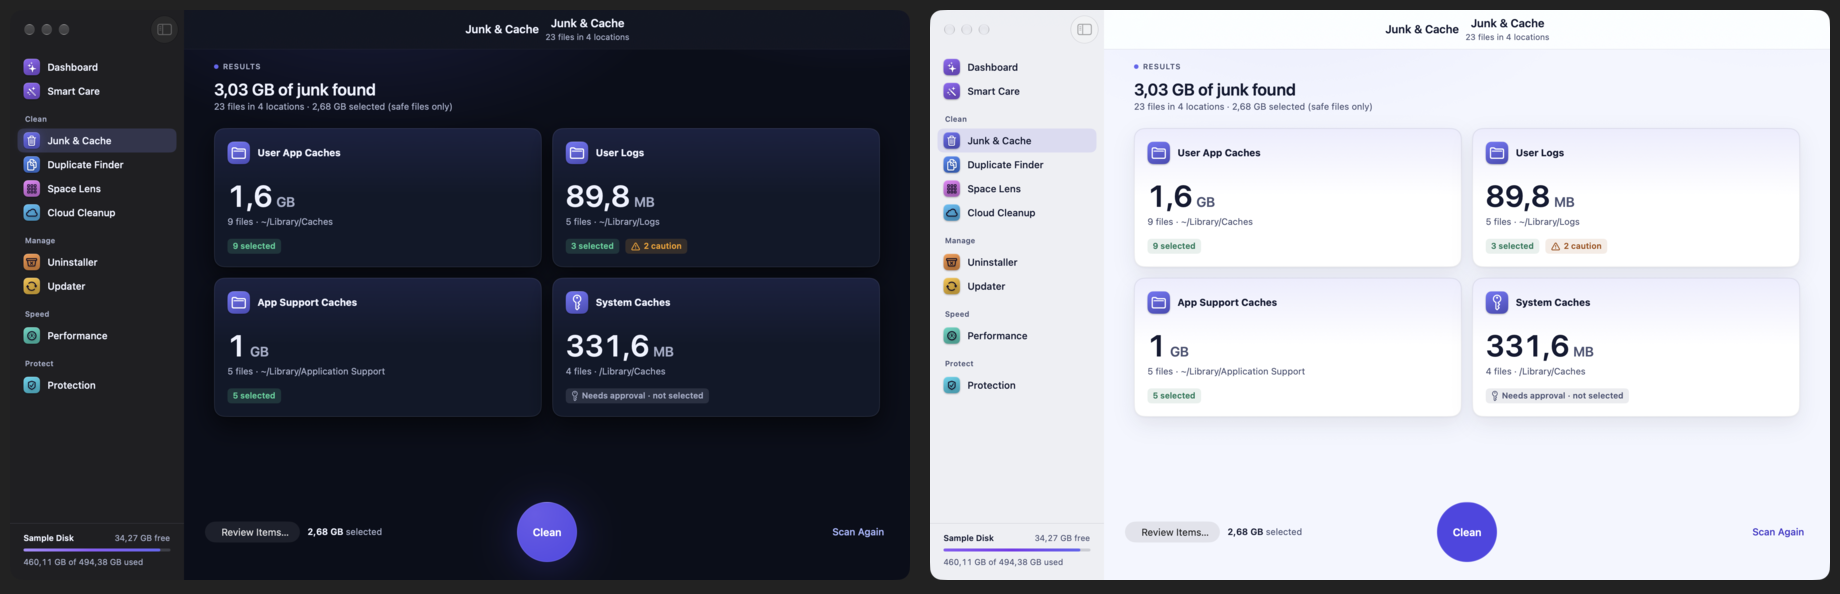 Junk & Cache
Junk & Cache
23 files in 4 locations
Dashboard
Smart Care
Clean
Junk & Cache
Duplicate Finder
Space Lens
Cloud Cleanup
Manage
Uninstaller
Updater
Speed
Performance
Protect
Protection
Sample Disk
34,27 GB free
460,11 GB of 494,38 GB used
RESULTS
3,03 GB of junk found
23 files in 4 locations · 2,68 GB selected (safe files only)
User App Caches
1,6 GB
9 files · ~/Library/Caches
9 selected
User Logs
89,8 MB
5 files · ~/Library/Logs
3 selected
2 caution
App Support Caches
1 GB
5 files · ~/Library/Application Support
5 selected
System Caches
331,6 MB
4 files · /Library/Caches
Needs approval · not selected
Review Items...
2,68 GB selected
Clean
Scan Again
Junk & Cache
Junk & Cache
23 files in 4 locations
Dashboard
Smart Care
Clean
Junk & Cache
Duplicate Finder
Space Lens
Cloud Cleanup
Manage
Uninstaller
Updater
Speed
Performance
Protect
Protection
Sample Disk
34,27 GB free
460,11 GB of 494,38 GB used
RESULTS
3,03 GB of junk found
23 files in 4 locations · 2,68 GB selected (safe files only)
User App Caches
1,6 GB
9 files · ~/Library/Caches
9 selected
User Logs
89,8 MB
5 files · ~/Library/Logs
3 selected
2 caution
App Support Caches
1 GB
5 files · ~/Library/Application Support
5 selected
System Caches
331,6 MB
4 files · /Library/Caches
Needs approval · not selected
Review Items...
2,68 GB selected
Clean
Scan Again